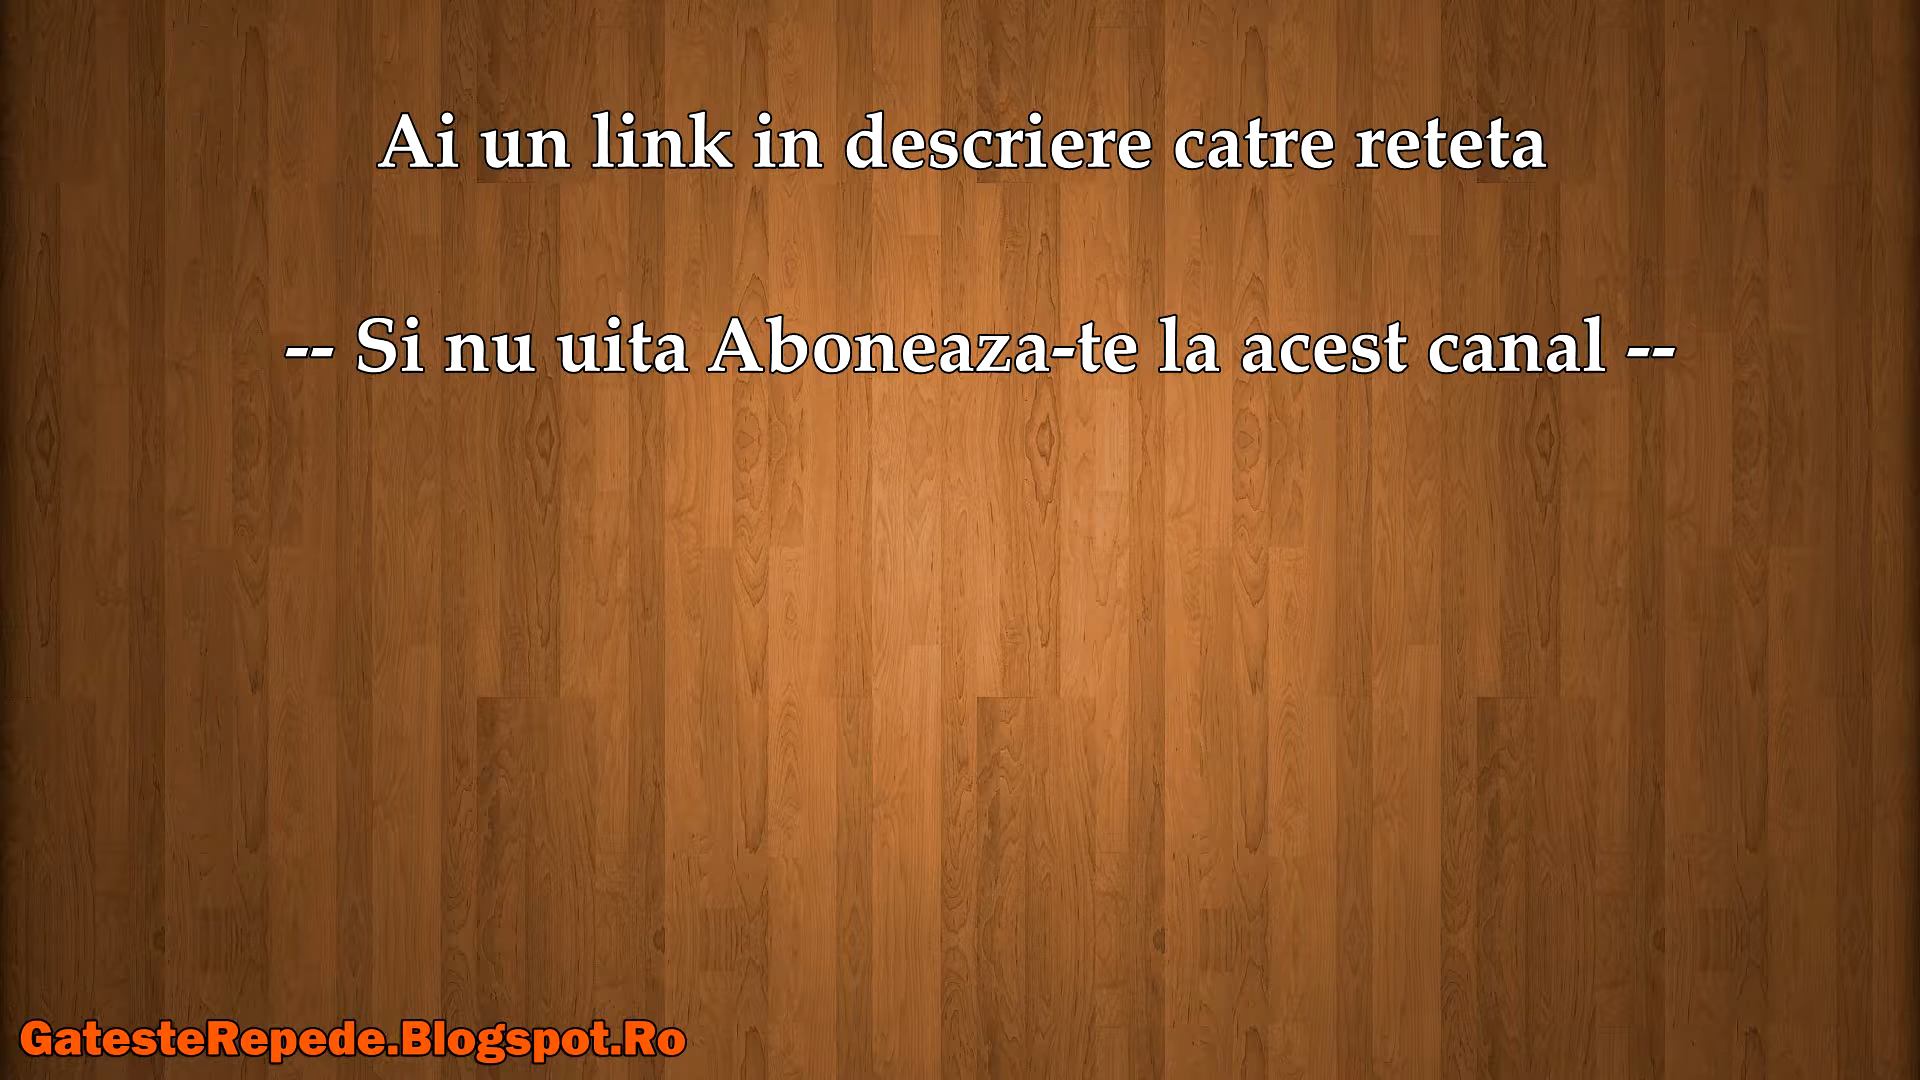 Ai un link in descriere catre reteta
-- Si nu uita Aboneaza-te la acest canal --
GatesteRepede.Blogspot.Ro